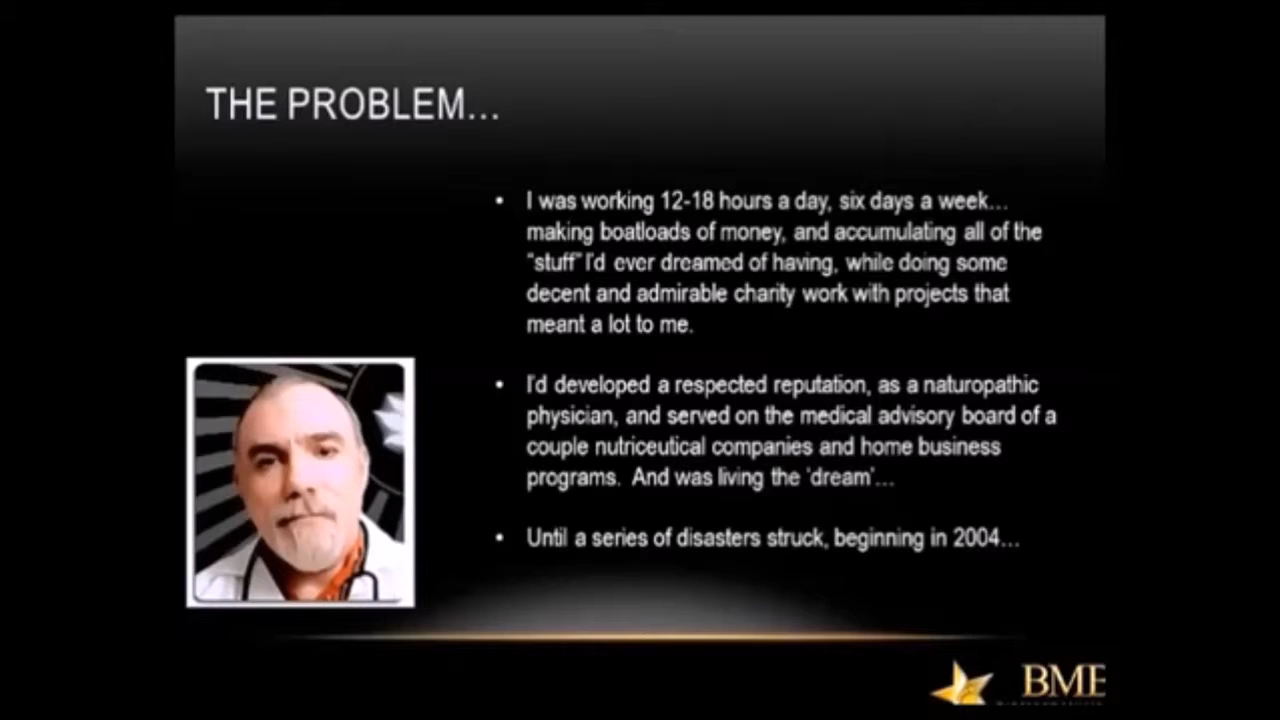 THE PROBLEM...
• I was working 12-18 hours a day, six days a week...
making boatloads of money, and accumulating all of the
"stuff" I'd ever dreamed of having, while doing some
decent and admirable charity work with projects that
meant a lot to me.
• I'd developed a respected reputation, as a naturopathic
physician, and served on the medical advisory board of a
couple nutriceutical companies and home business
programs. And was living the 'dream'...
• Until a series of disasters struck, beginning in 2004...
BME